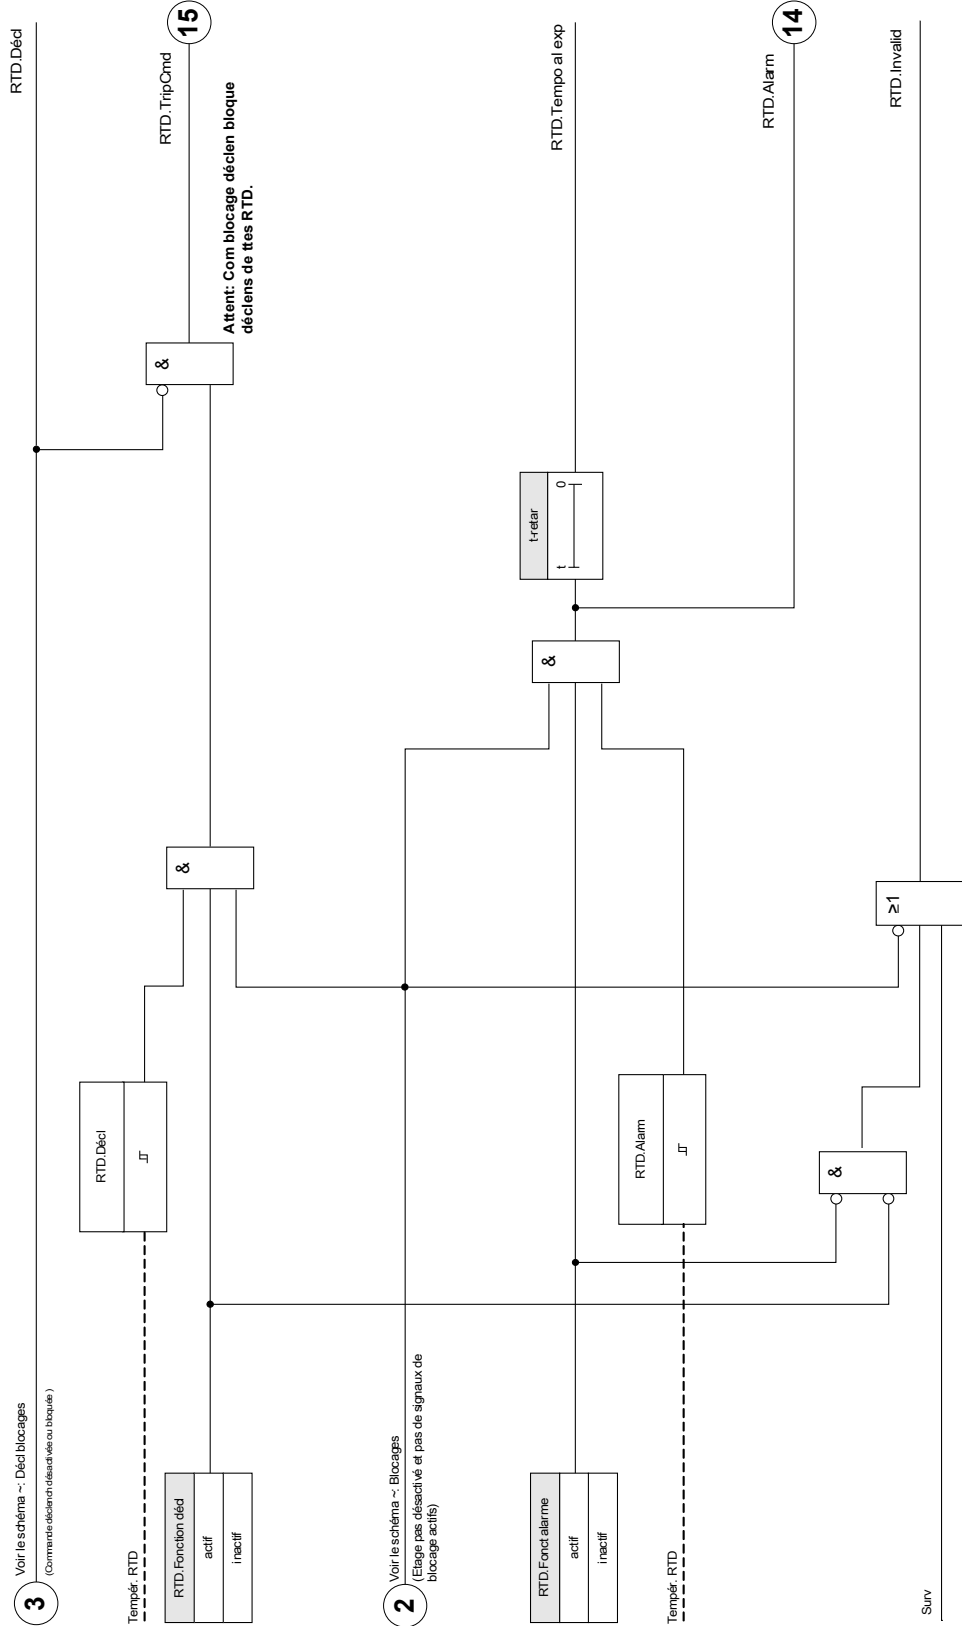 3
Voir le schéma ~: Décl blocages
(Commande déclench désactivée ou bloquée)
RTD.Décl
Tempér. RTD
RTD.Décl
RTD.Fonction décl
actif
inactif
&
&
RTD.TripCmd
15
Attent: Com blocage déclen bloque
déclens de ttes RTD.
2
Voir le schéma ~: Blocages
(Etage pas désactivé et pas de signaux de
blocage actifs)
RTD.Fonct alarme
actif
inactif
&
t-retar
t
0
RTD.Tempo al exp
Tempér. RTD
RTD.Alarm
RTD.Alarm
14
&
≥1
RTD.Invalid
Surv